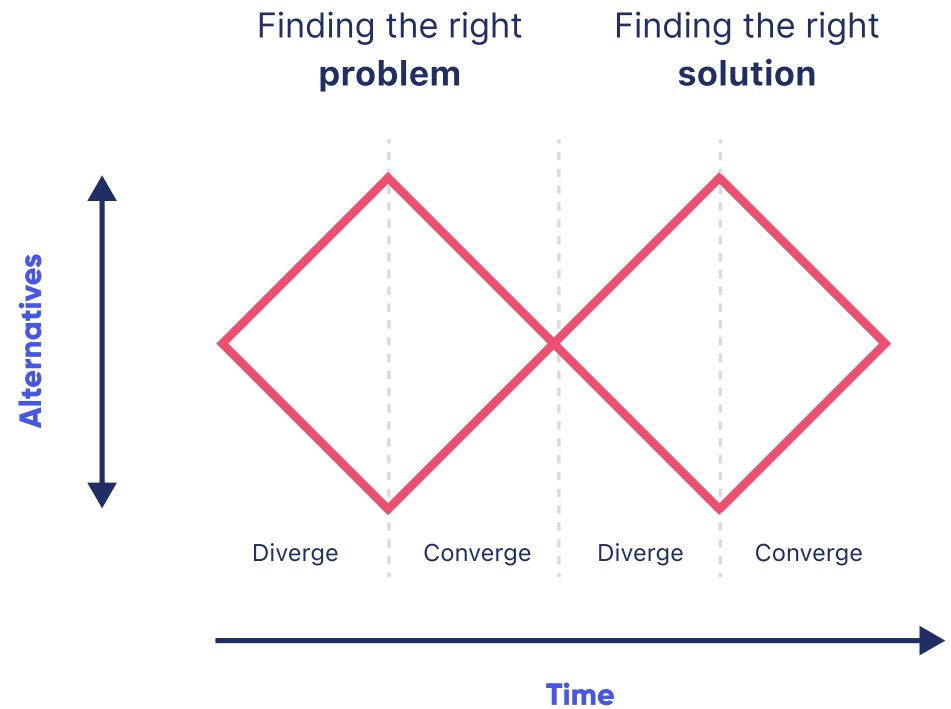 Finding the right
problem
Finding the right
solution
Alternatives
Diverge
Converge
Diverge
Converge
Time